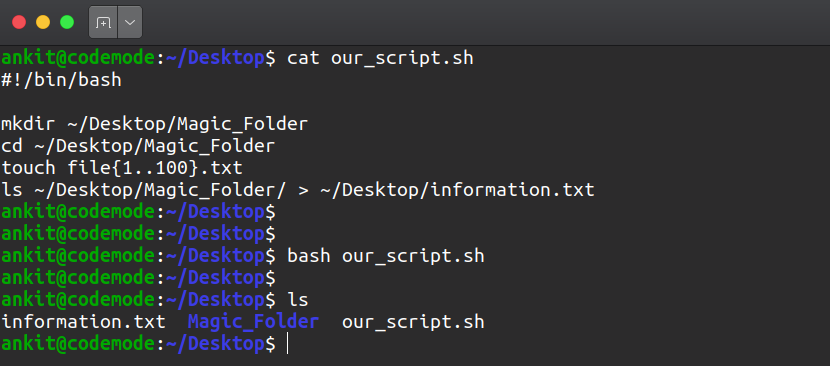 ankit@codemode:~/Desktop$ cat our_script.sh
#!/bin/bash
mkdir ~/Desktop/Magic_Folder
cd ~/Desktop/Magic_Folder
touch file{1..100}.txt
ls ~/Desktop/Magic_Folder/ > ~/Desktop/information.txt
ankit@codemode:~/Desktop$
ankit@codemode:~/Desktop$
ankit@codemode:~/Desktop$ bash our_script.sh
ankit@codemode:~/Desktop$
ankit@codemode:~/Desktop$ ls
information.txt  Magic_Folder  our_script.sh
ankit@codemode:~/Desktop$